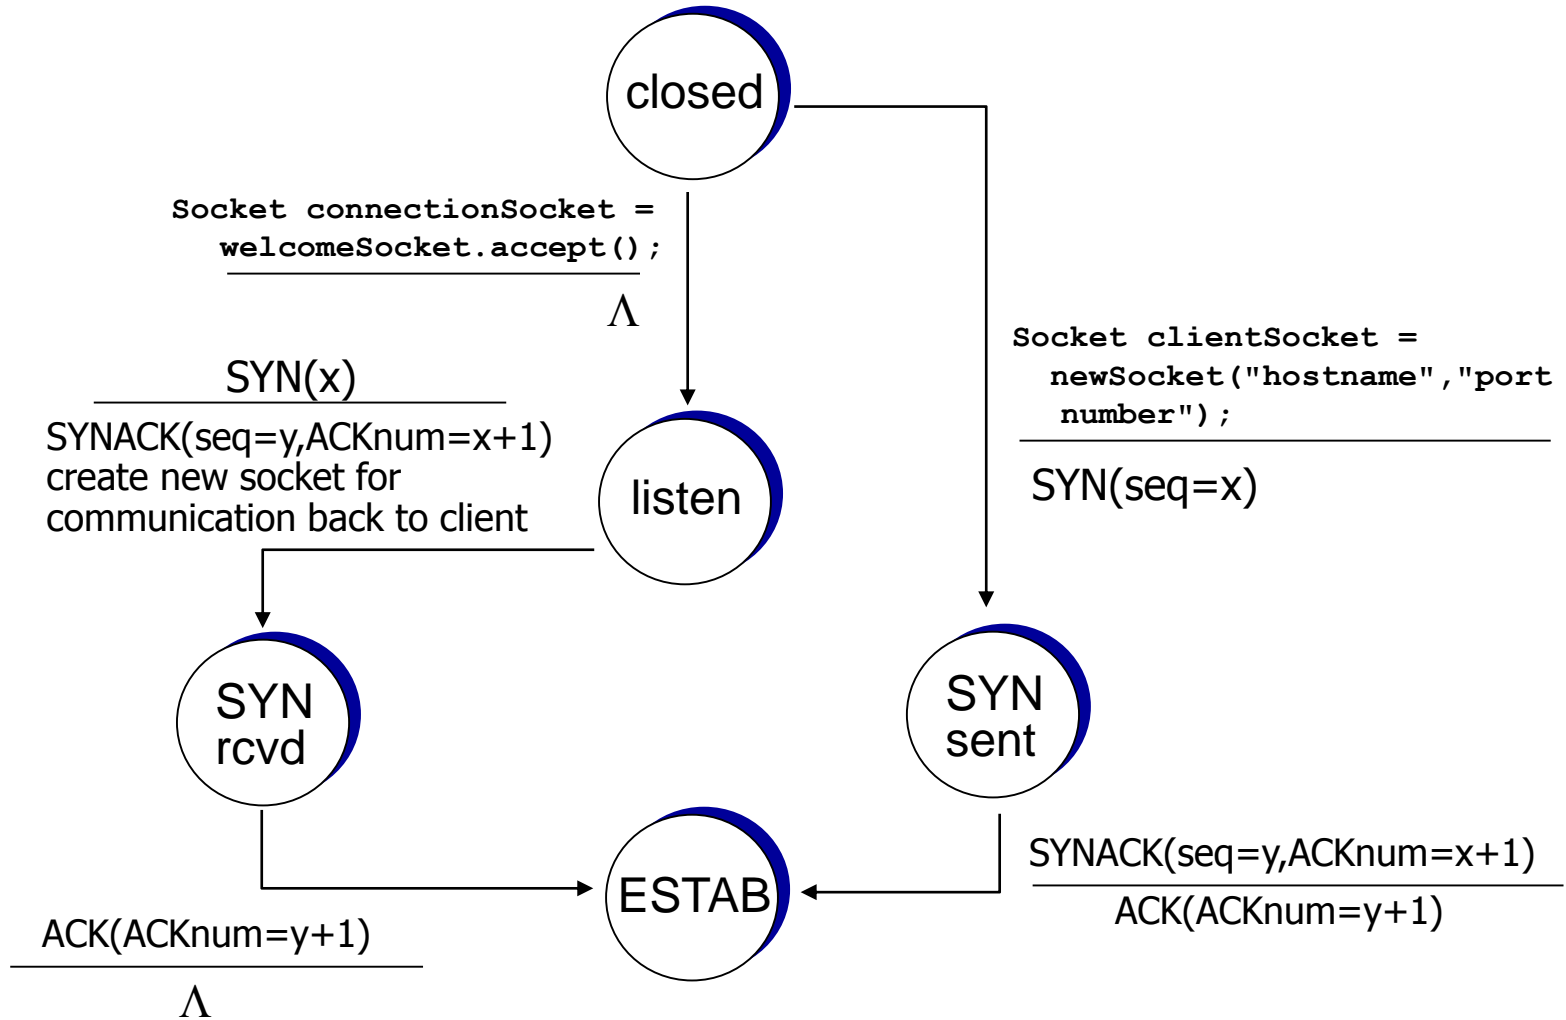 closed
Socket connectionSocket =
welcomeSocket.accept();
Λ
Socket clientSocket =
newSocket("hostname","port
number");
SYN(seq=x)
SYN(x)
SYNACK(seq=y,ACKnum=x+1)
create new socket for
communication back to client
listen
SYN
rcvd
SYN
sent
ESTAB
SYNACK(seq=y,ACKnum=x+1)
ACK(ACKnum=y+1)
ACK(ACKnum=y+1)
Λ